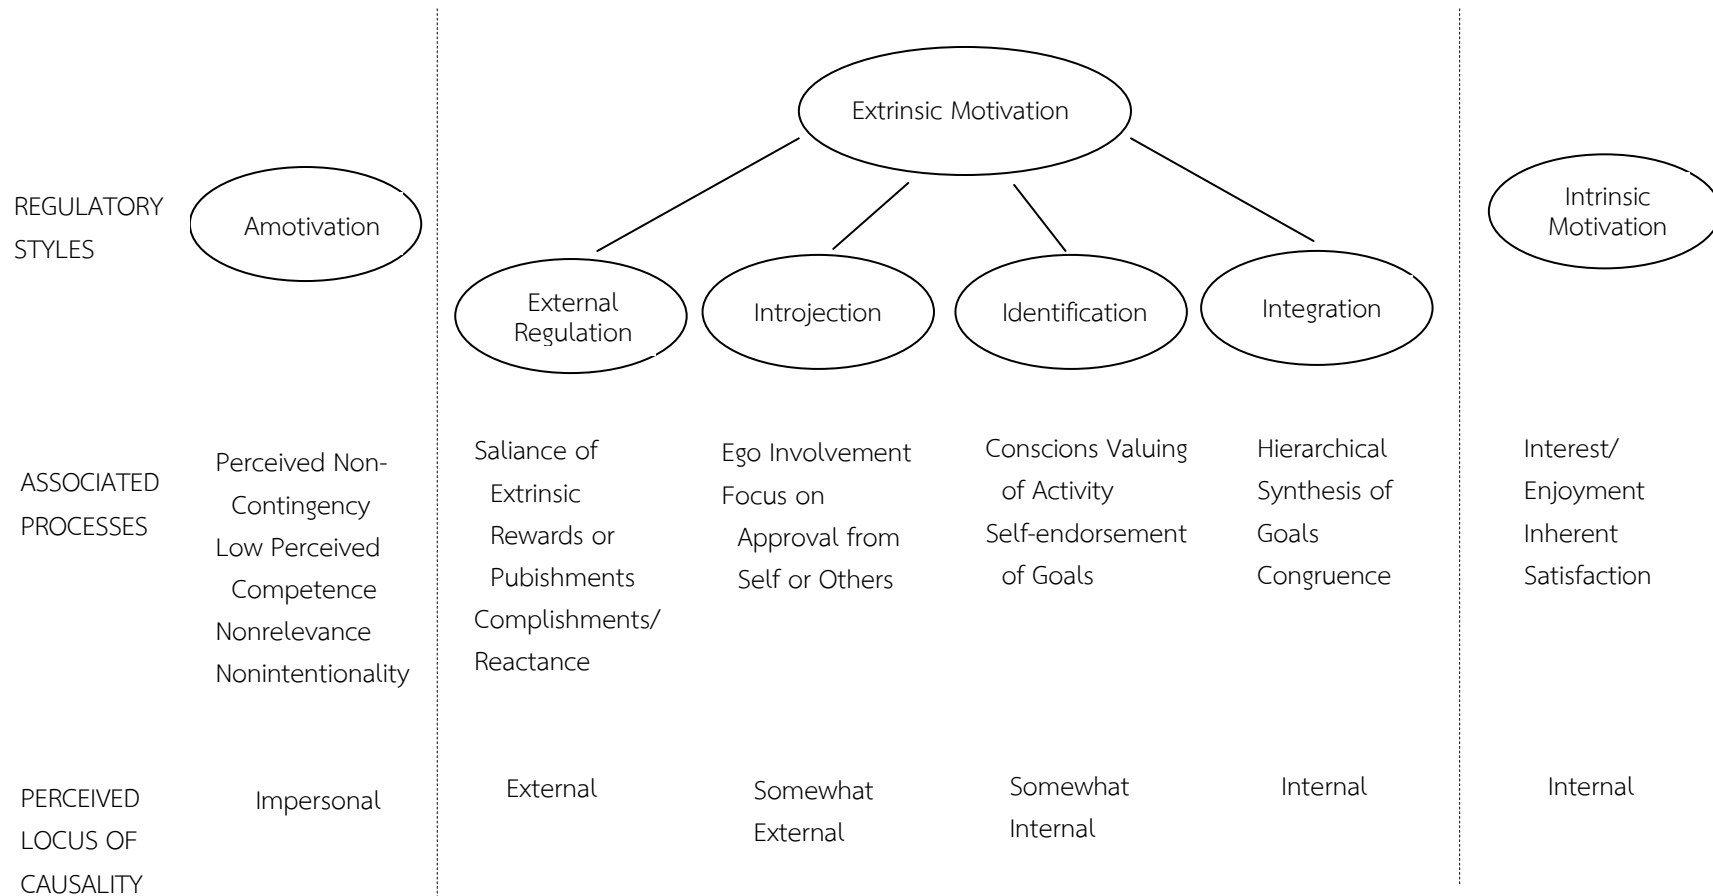 Extrinsic Motivation
REGULATORY
STYLES
Amotivation
Intrinsic
Motivation
External
Regulation
Introjection
Identification
Integration
ASSOCIATED
PROCESSES
Perceived Non-
Contingency
Low Perceived
Competence
Nonrelevance
Nonintentionality
Saliance of
Extrinsic
Rewards or
Pubishments
Complishments/
Reactance
Ego Involvement
Focus on
Approval from
Self or Others
Conscions Valuing
of Activity
Self-endorsement
of Goals
Hierarchical
Synthesis of
Goals
Congruence
Interest/
Enjoyment
Inherent
Satisfaction
PERCEIVED
LOCUS OF
CAUSALITY
Impersonal
External
Somewhat
External
Somewhat
Internal
Internal
Internal